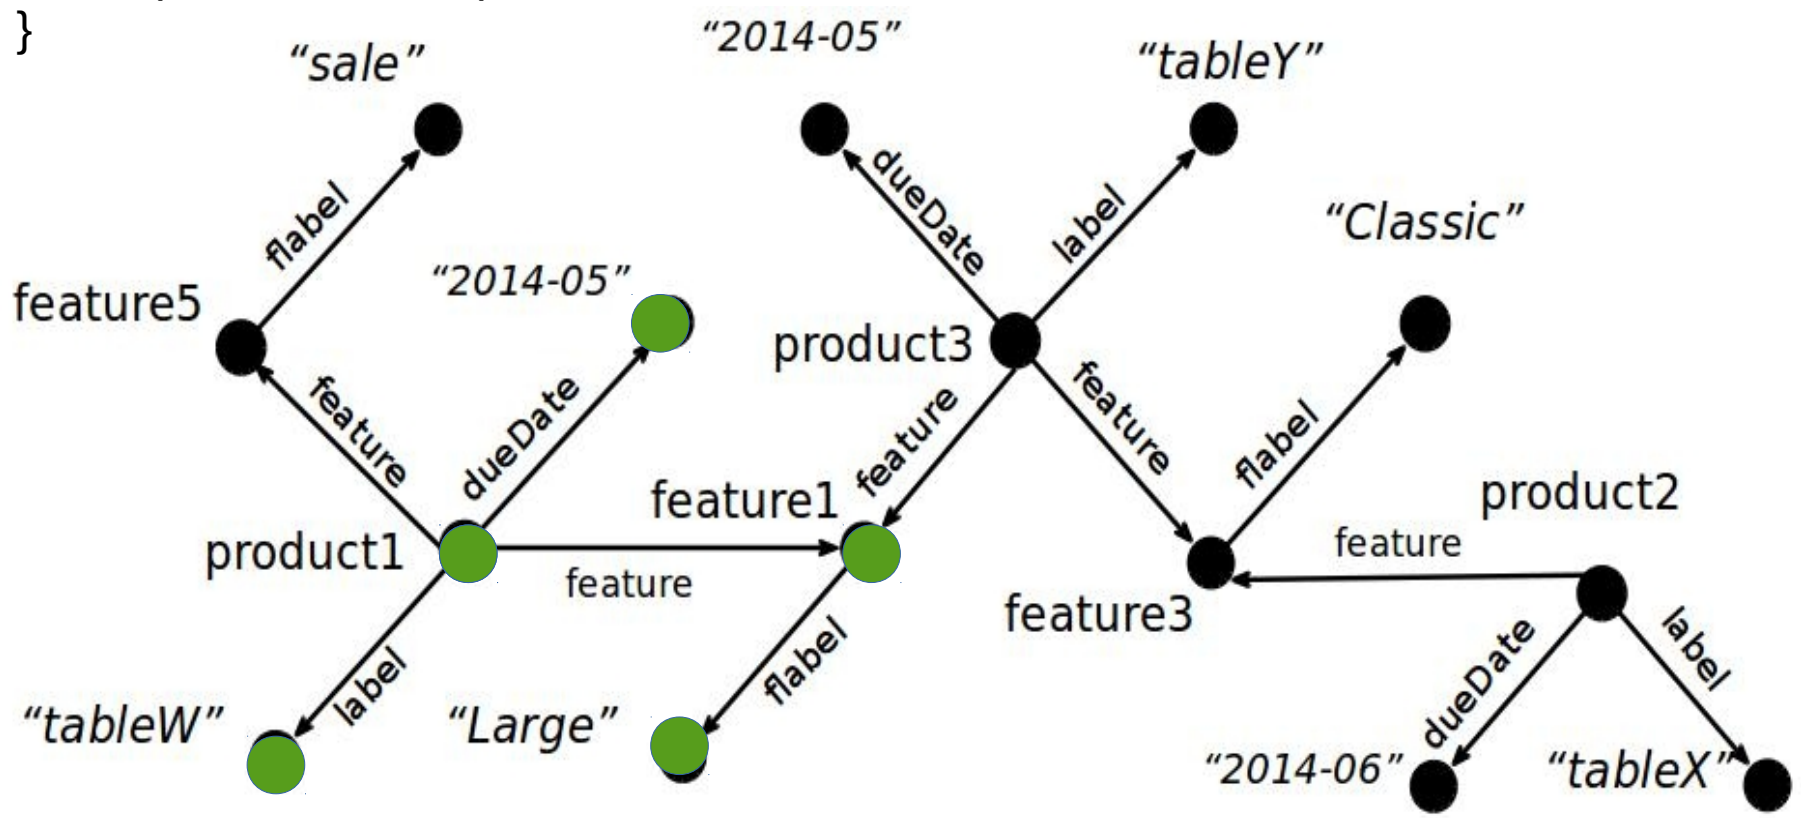 }
“sale”
“2014-05”
“tableY”
flabel
dueDate
label
“Classic”
feature5
“2014-05”
product3
feature
dueDate
feature
feature
flabel
feature1
product2
product1
feature
feature
feature3
flabel
label
dueDate
label
“tableW”
“Large”
“2014-06”
“tableX”